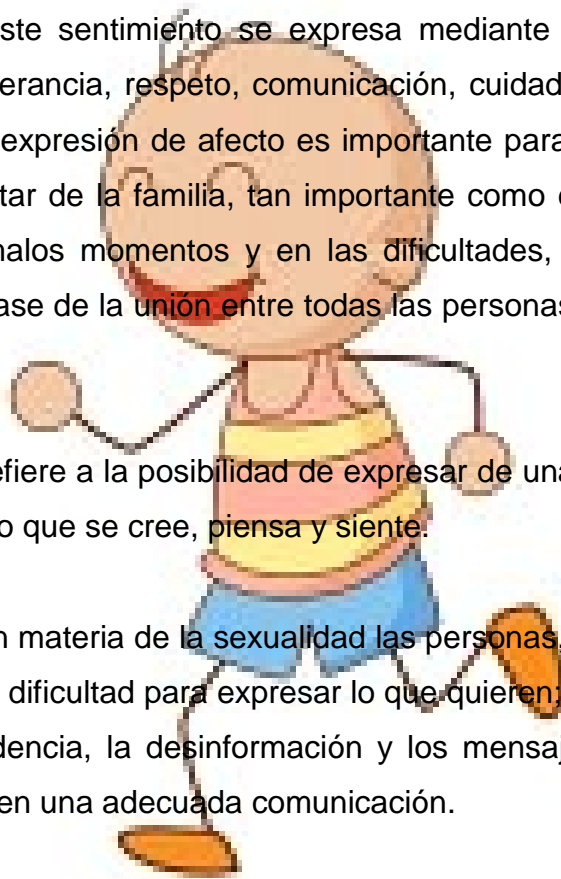 ste sentimiento se expresa mediante
erancia, respeto, comunicación, cuidad
expresión de afecto es importante para
tar de la familia, tan importante como
nalos momentos y en las dificultades,
ase de la unión entre todas las personas
efiere a la posibilidad de expresar de una
o que se cree, piensa y siente.
n materia de la sexualidad las personas,
dificultad para expresar lo que quieren;
dencia, la desinformación y los mensaj
en una adecuada comunicación.